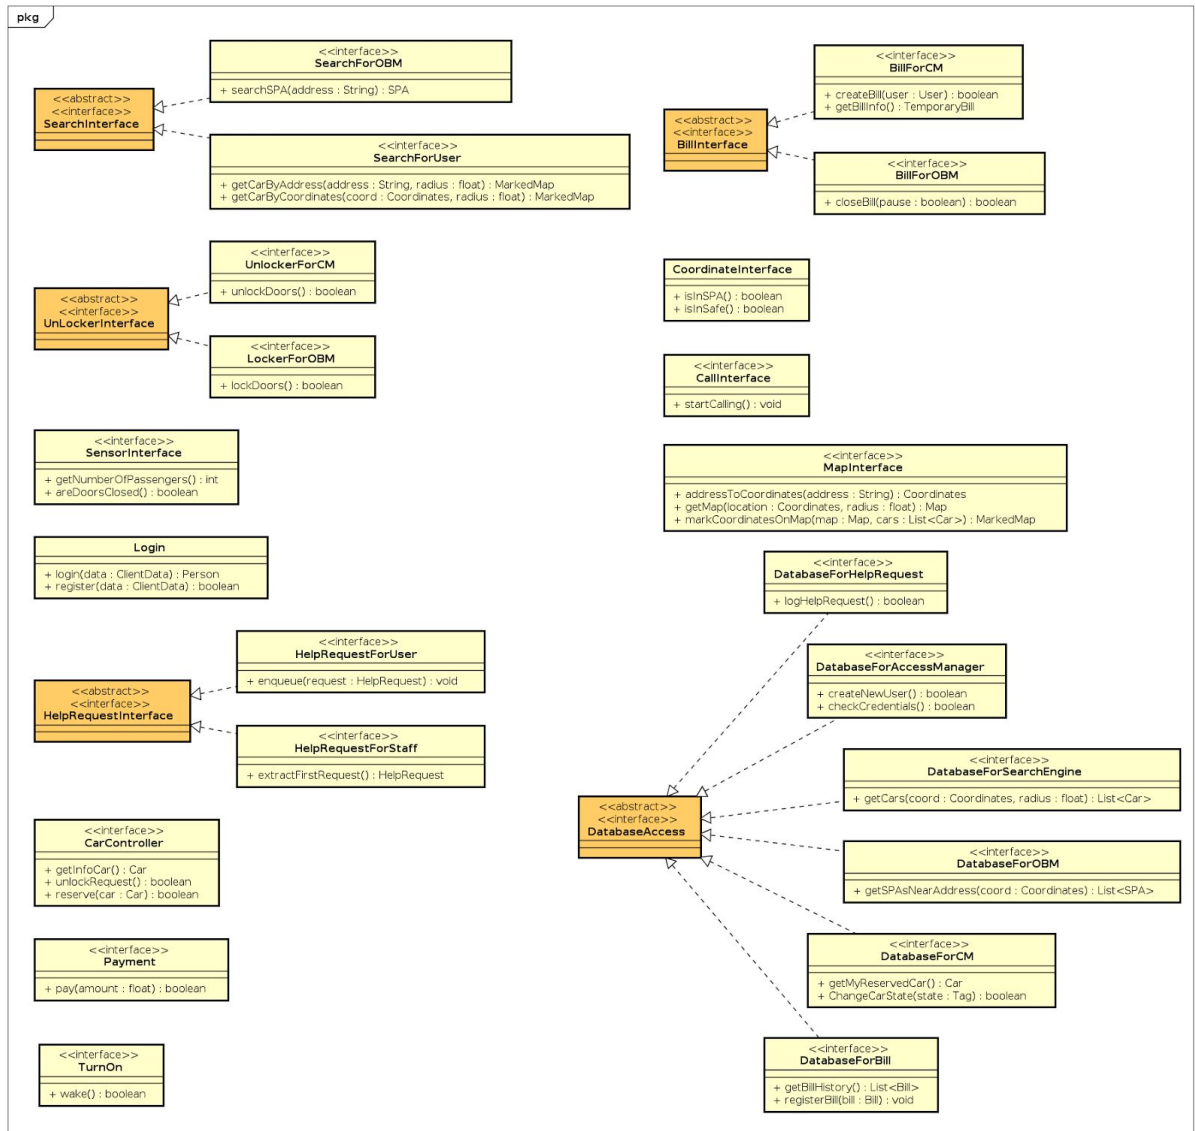 pkg
<<interface>>
SearchForOBM
+ searchSPA(address : String) : SPA
<<abstract>>
<<interface>>
SearchInterface
<<interface>>
SearchForUser
+ getCarByAddress(address : String, radius : float) : MarkedMap
+ getCarByCoordinates(coord : Coordinates, radius : float) : MarkedMap
<<interface>>
UnlockerForCM
+ unlockDoors() : boolean
<<abstract>>
<<interface>>
UnLockerInterface
<<interface>>
LockerForOBM
+ lockDoors() : boolean
<<interface>>
SensorInterface
+ getNumberOfPassengers() : int
+ areDoorsClosed() : boolean
Login
+ login(data : ClientData) : Person
+ register(data : ClientData) : boolean
<<interface>>
HelpRequestForUser
+ enqueue(request : HelpRequest) : void
<<abstract>>
<<interface>>
HelpRequestInterface
<<interface>>
HelpRequestForStaff
+ extractFirstRequest() : HelpRequest
<<interface>>
CarController
+ getInfoCar() : Car
+ unlockRequest() : boolean
+ reserve(car : Car) : boolean
<<interface>>
Payment
+ pay(amount : float) : boolean
<<interface>>
TurnOn
+ wake() : boolean
<<interface>>
BillForCM
+ createBill(user : User) : boolean
+ getBillInfo() : TemporaryBill
<<abstract>>
<<interface>>
BillInterface
<<interface>>
BillForOBM
+ closeBill(pause : boolean) : boolean
CoordinateInterface
+ isInSPA() : boolean
+ isInSafe() : boolean
<<interface>>
CallInterface
+ startCalling() : void
<<interface>>
MapInterface
+ addressToCoordinates(address : String) : Coordinates
+ getMap(location : Coordinates, radius : float) : Map
+ markCoordinatesOnMap(map : Map, cars : List<Car>) : MarkedMap
<<interface>>
DatabaseForHelpRequest
+ logHelpRequest() : boolean
<<interface>>
DatabaseForAccessManager
+ createNewUser() : boolean
+ checkCredentials() : boolean
<<interface>>
DatabaseForSearchEngine
+ getCars(coord : Coordinates, radius : float) : List<Car>
<<abstract>>
<<interface>>
DatabaseAccess
<<interface>>
DatabaseForOBM
+ getSPAsNearAddress(coord : Coordinates) : List<SPA>
<<interface>>
DatabaseForCM
+ getMyReservedCar() : Car
+ ChangeCarState(state : Tag) : boolean
<<interface>>
DatabaseForBill
+ getBillHistory() : List<Bill>
+ registerBill(bill : Bill) : void